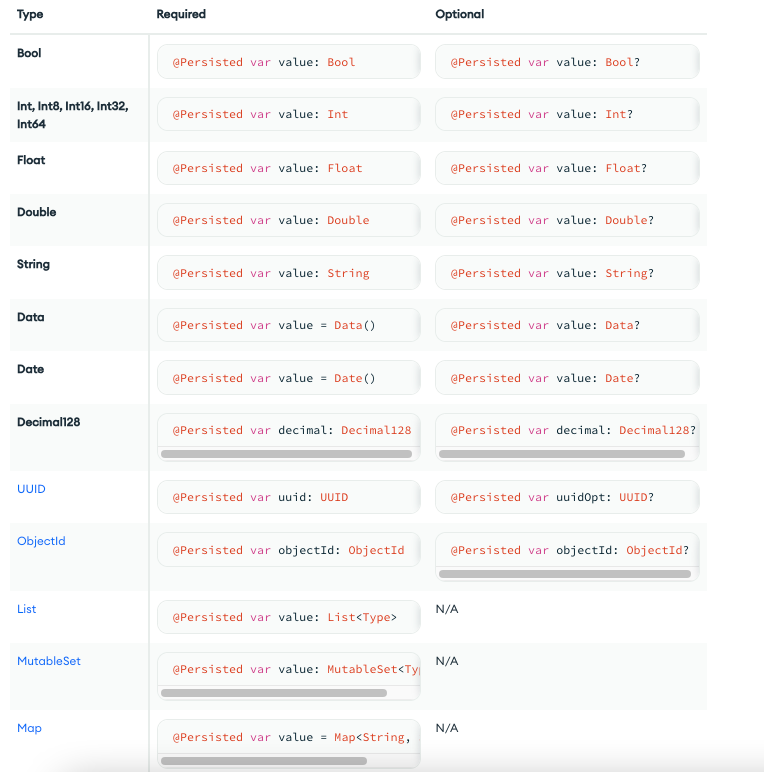 Type Required Optional
Bool @Persisted var value: Bool @Persisted var value: Bool?
Int, Int8, Int16, Int32, @Persisted var value: Int @Persisted var value: Int?
Int64
Float @Persisted var value: Float @Persisted var value: Float?
Double @Persisted var value: Double @Persisted var value: Double?
String @Persisted var value: String @Persisted var value: String?
Data @Persisted var value = Data() @Persisted var value: Data?
Date @Persisted var value = Date() @Persisted var value: Date?
Decimal128 @Persisted var decimal: Decimal128 @Persisted var decimal: Decimal128?
UUID @Persisted var uuid: UUID @Persisted var uuidOpt: UUID?
ObjectId @Persisted var objectId: ObjectId @Persisted var objectId: ObjectId?
List @Persisted var value: List<Type> N/A
MutableSet @Persisted var value: MutableSet<Ty N/A
Map @Persisted var value = Map<String, N/A